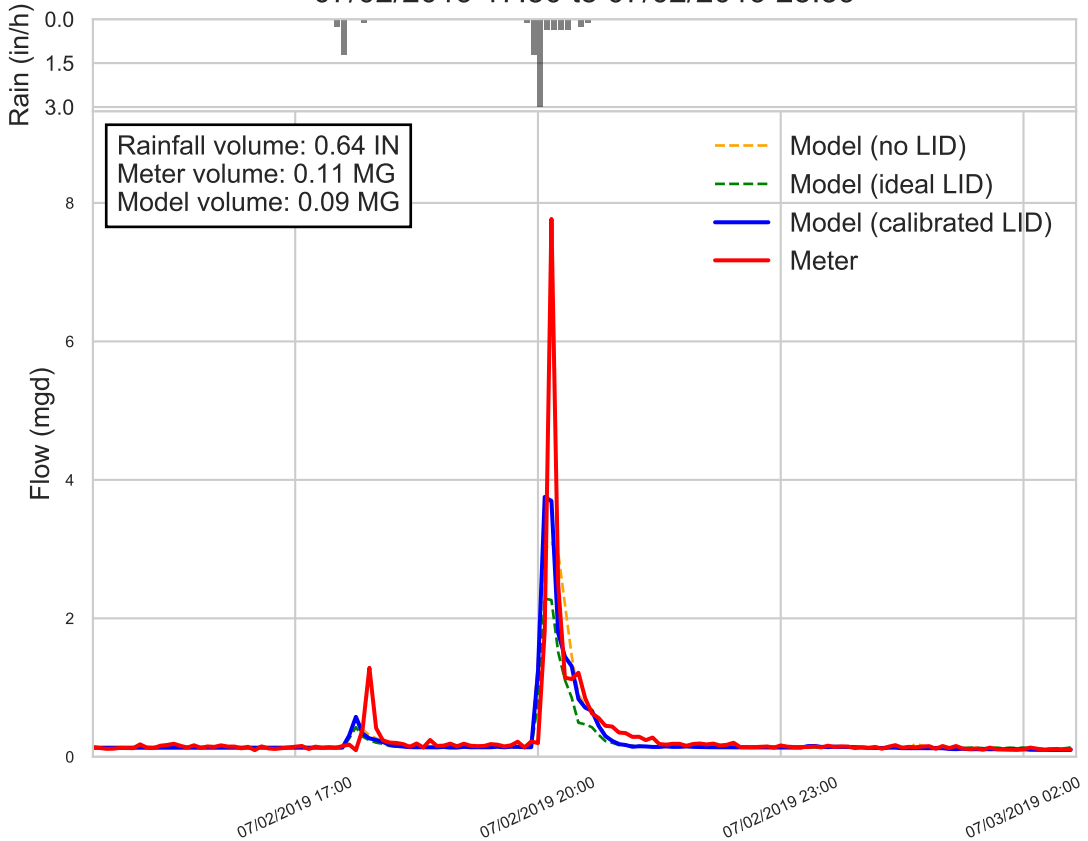 Rain (in/h)
0.0
1.5
3.0
Rainfall volume: 0.64 IN
Meter volume: 0.11 MG
Model volume: 0.09 MG
Model (no LID)
Model (ideal LID)
Model (calibrated LID)
Meter
Flow (mgd)
8
6
4
2
0
07/02/2019 17:00
07/02/2019 20:00
07/02/2019 23:00
07/03/2019 02:00